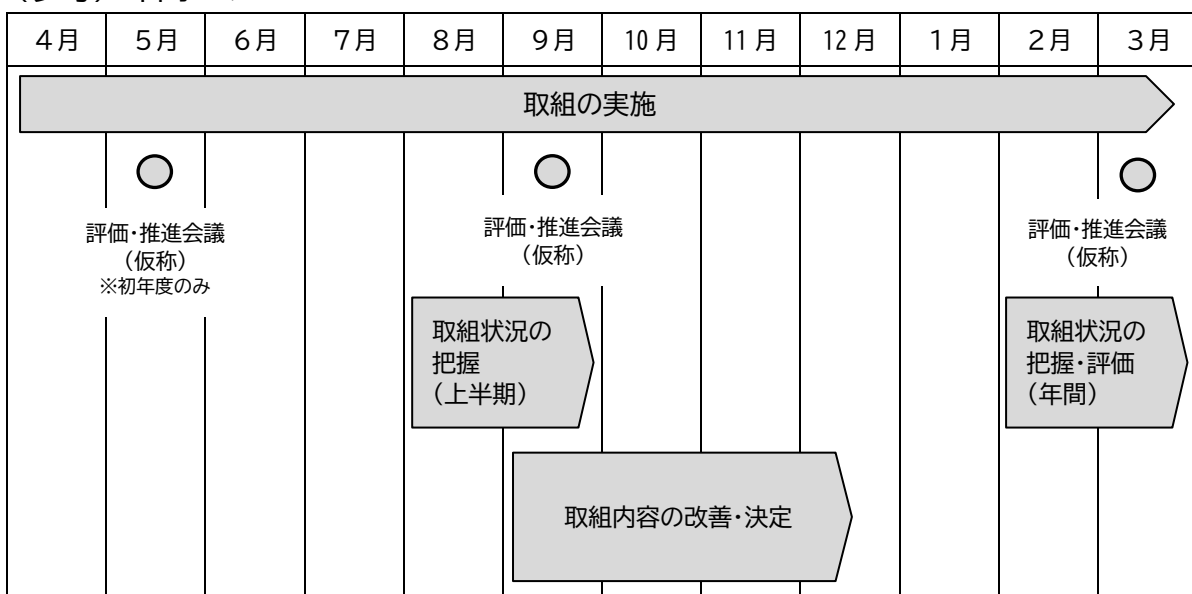 4月 5月 6月 7月 8月 9月 10月 11月 12月 1月 2月 3月
取組の実施
評価・推進会議
（仮称）
※初年度のみ
評価・推進会議
（仮称）
評価・推進会議
（仮称）
取組状況の
把握
（上半期）
取組状況の
把握・評価
（年間）
取組内容の改善・決定